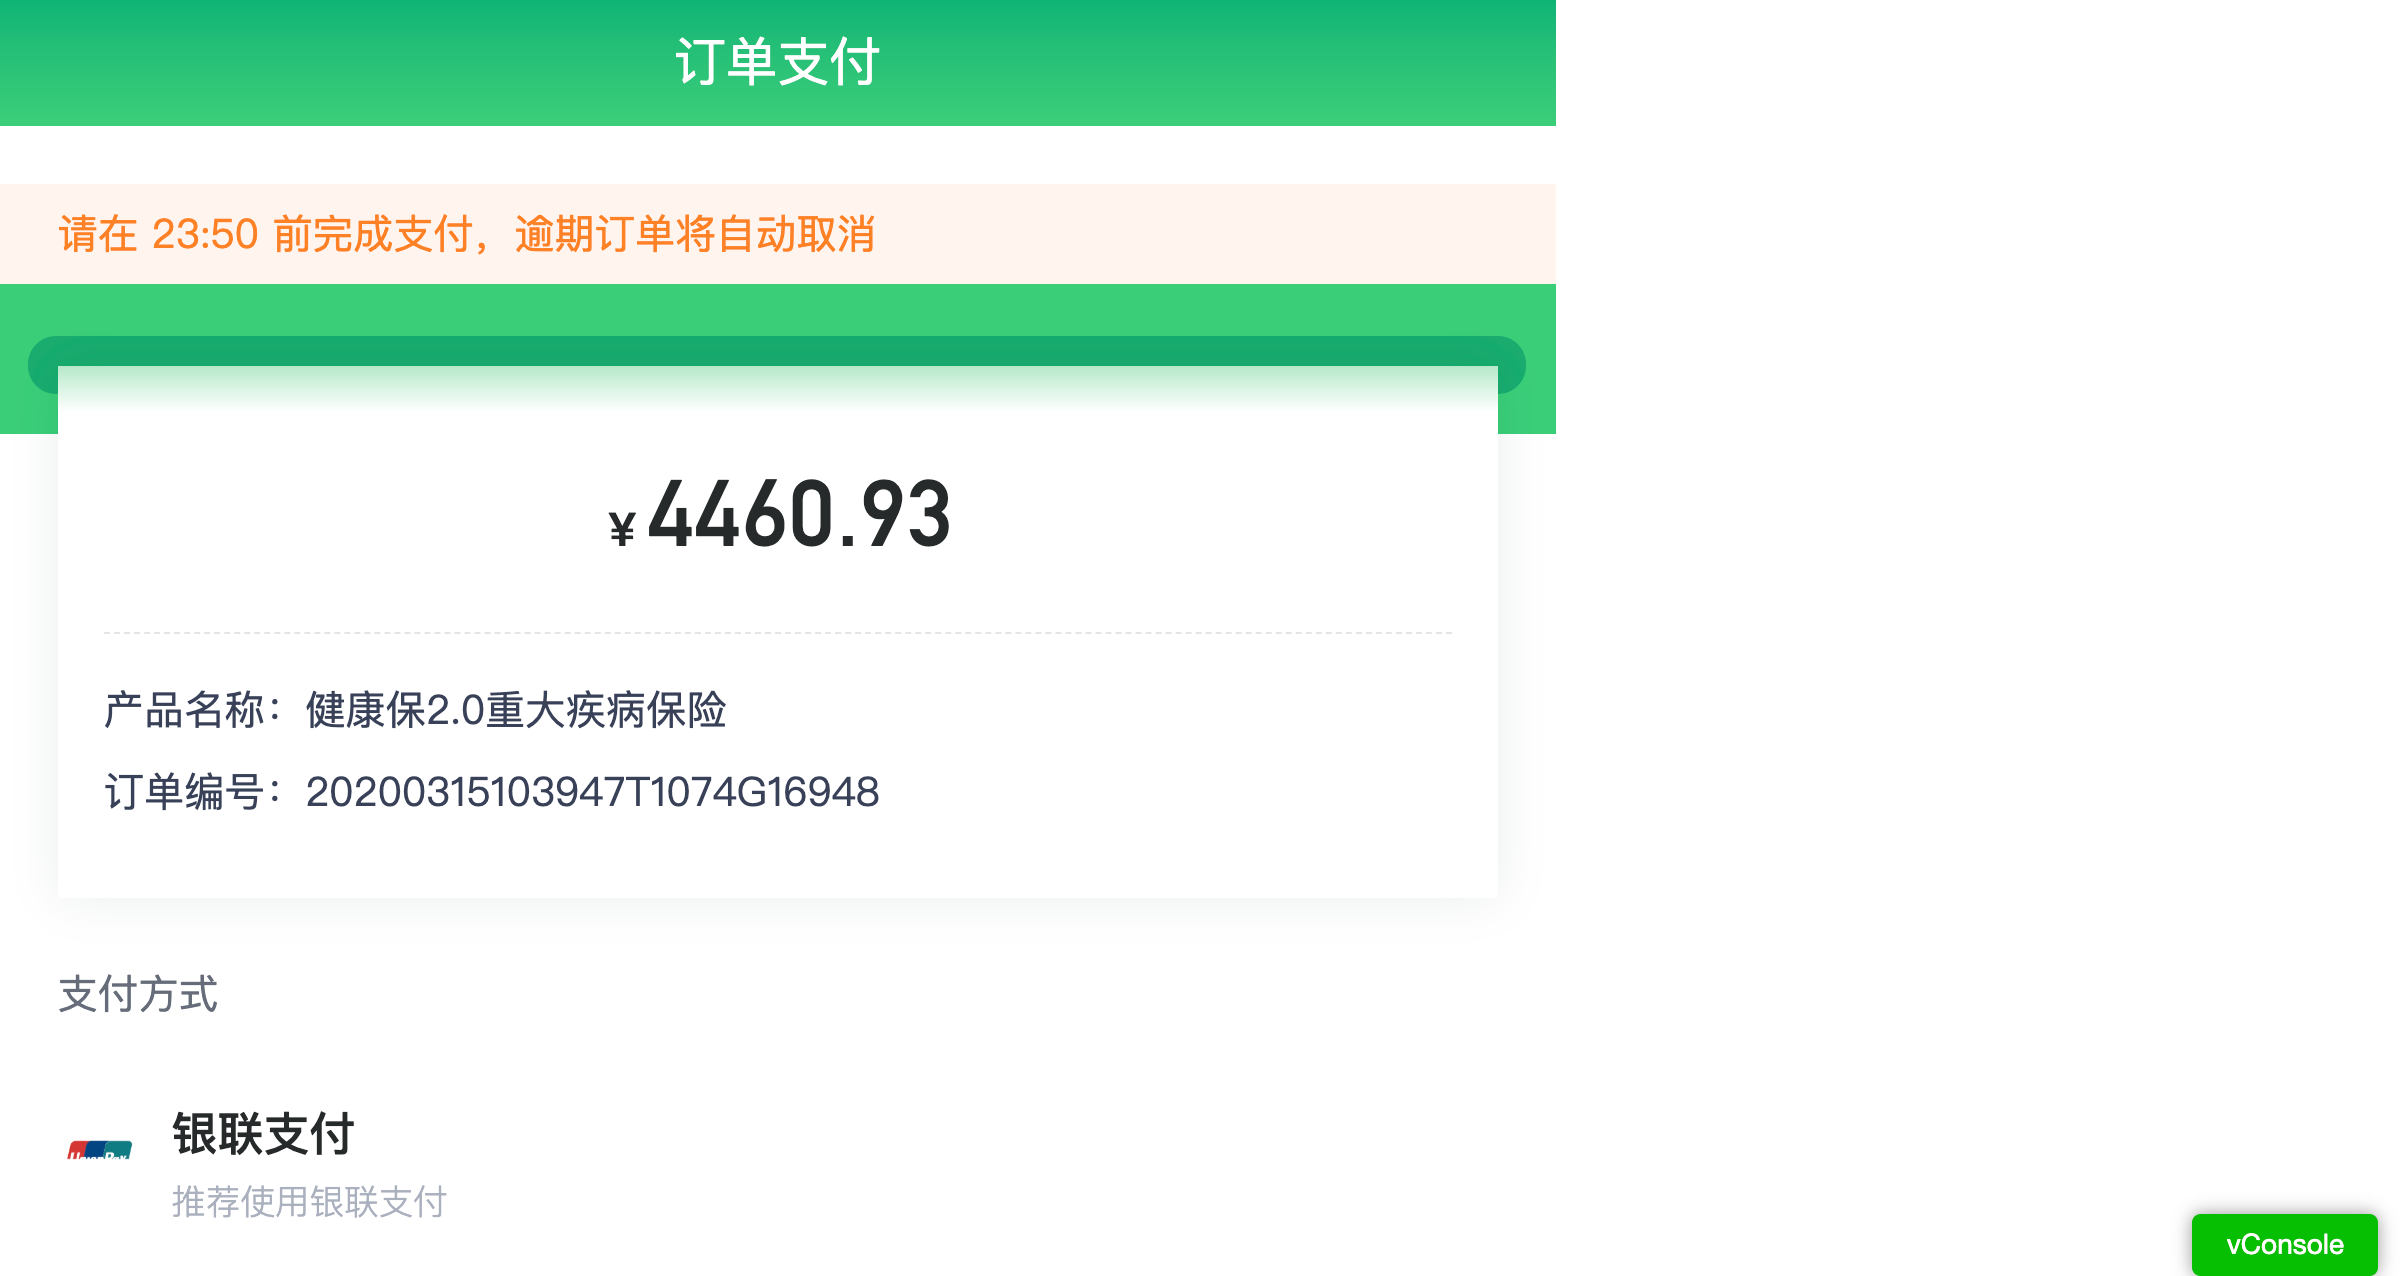 订单支付
请在 23:50 前完成支付，逾期订单将自动取消
¥4460.93
产品名称：健康保2.0重大疾病保险
订单编号：20200315103947T1074G16948
支付方式
银联支付
推荐使用银联支付
vConsole